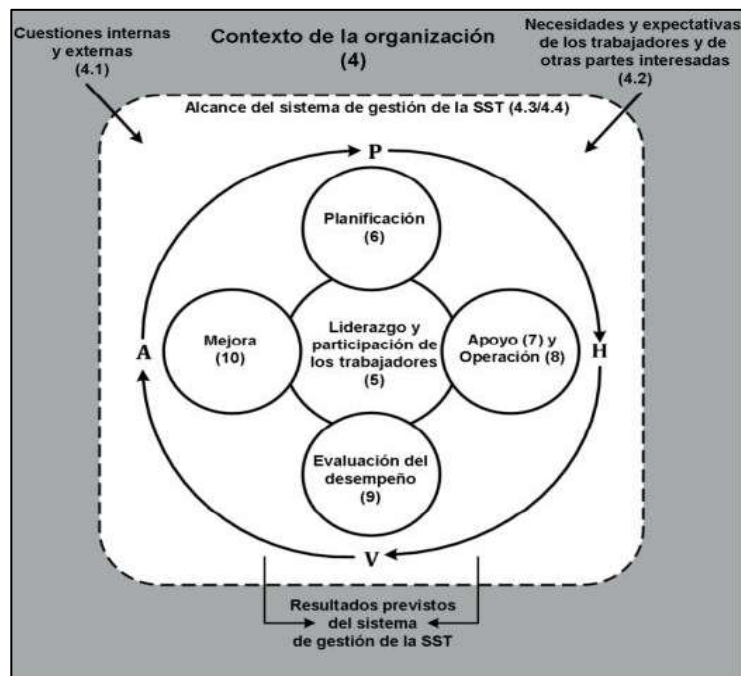 Cuestiones internas
y externas
(4.1)
Contexto de la organización
(4)
Necesidades y expectativas
de los trabajadores y de
otras partes interesadas
(4.2)
Alcance del sistema de gestión de la SST (4.3/4.4)
P
Planificación
(6)
A
Mejora
(10)
Liderazgo y
participación de
los trabajadores
(5)
Apoyo (7) y
Operación (8)
H
Evaluación del
desempeño
(9)
V
Resultados previstos
del sistema
de gestión de la SST